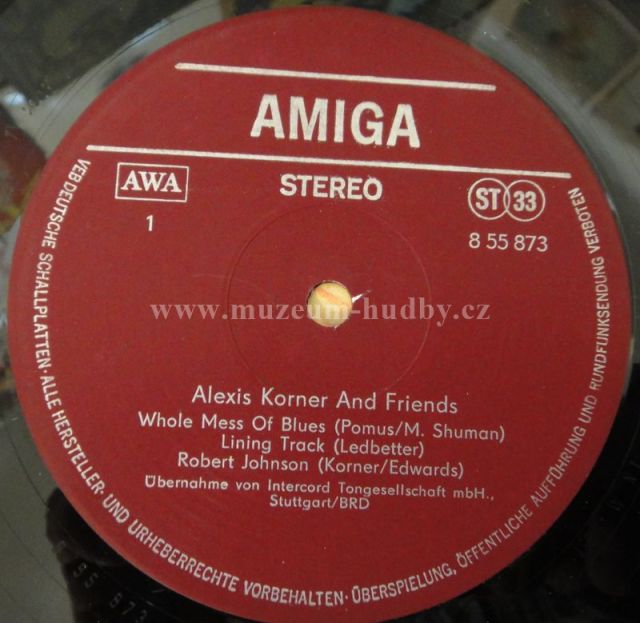 AMIGA
AWA
STEREO
ST 33
1
8 55 873
www.muzeum-hudby.cz
Alexis Korner And Friends
Whole Mess Of Blues (Pomus/M. Shuman)
Lining Track (Ledbetter)
Robert Johnson (Korner/Edwards)
Übernahme von Intercord Tongesellschaft mbH.,
Stuttgart/BRD
VEB DEUTSCHE SCHALLPLATTEN · ALLE HERSTELLER- UND URHEBERRECHTE VORBEHALTEN · ÜBERSPIELUNG, ÖFFENTLICHE AUFFÜHRUNG UND RUNDFUNKSENDUNG VERBOTEN